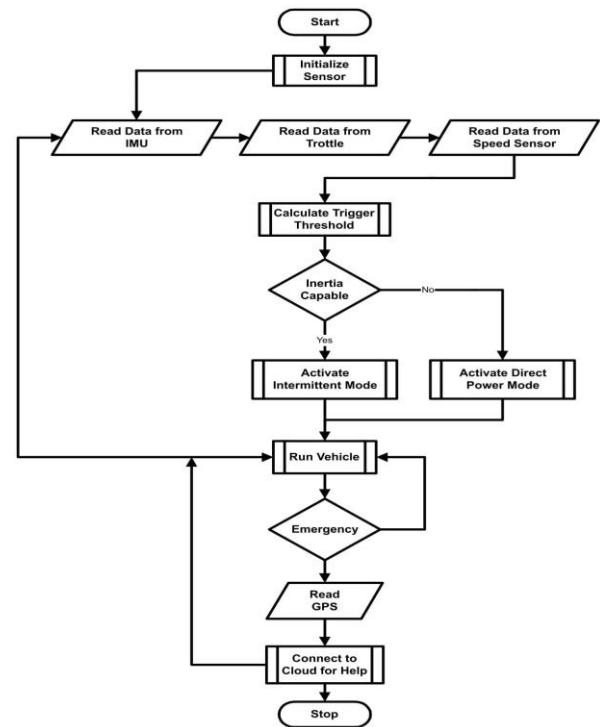 Start
Initialize
Sensor
Read Data from
IMU
Read Data from
Trottle
Read Data from
Speed Sensor
Calculate Trigger
Threshold
Inertia
Capable
No
Yes
Activate
Intermittent Mode
Activate Direct
Power Mode
Run Vehicle
Emergency
Read
GPS
Connect to
Cloud for Help
Stop